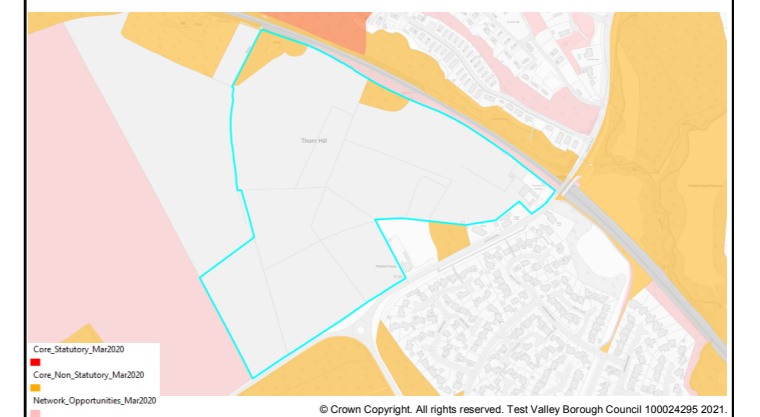 Thorn Hill
Core_Statutory_Mar2020
Core_Non_Statutory_Mar2020
Network_Opportunities_Mar2020
© Crown Copyright. All rights reserved. Test Valley Borough Council 100024295 2021.